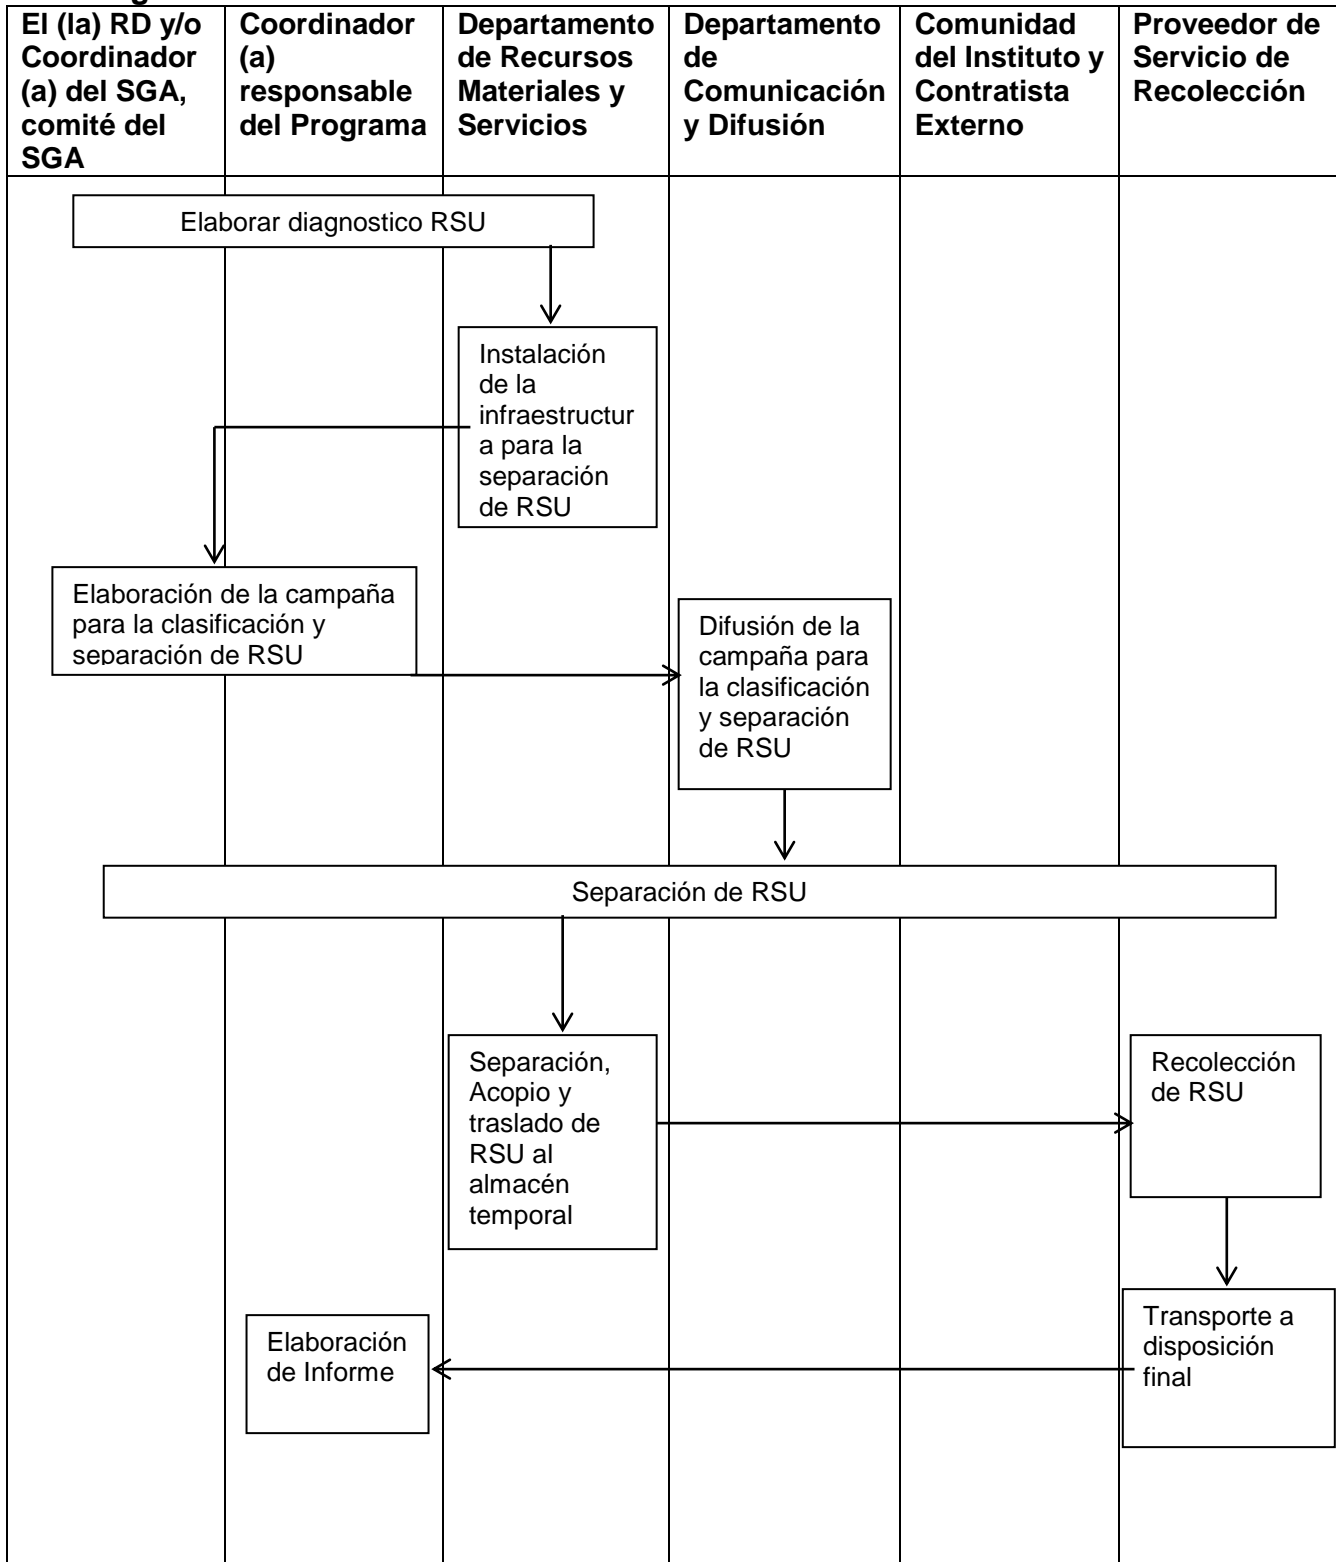 El (la) RD y/o
Coordinador
(a) del SGA,
comité del
SGA
Coordinador
(a)
responsable
del Programa
Departamento
de Recursos
Materiales y
Servicios
Departamento
de
Comunicación
y Difusión
Comunidad
del Instituto y
Contratista
Externo
Proveedor de
Servicio de
Recolección
Elaborar diagnostico RSU
Instalación
de la
infraestructur
a para la
separación
de RSU
Elaboración de la campaña
para la clasificación y
separación de RSU
Difusión de la
campaña para
la clasificación
y separación
de RSU
Separación de RSU
Separación,
Acopio y
traslado de
RSU al
almacén
temporal
Recolección
de RSU
Transporte a
disposición
final
Elaboración
de Informe